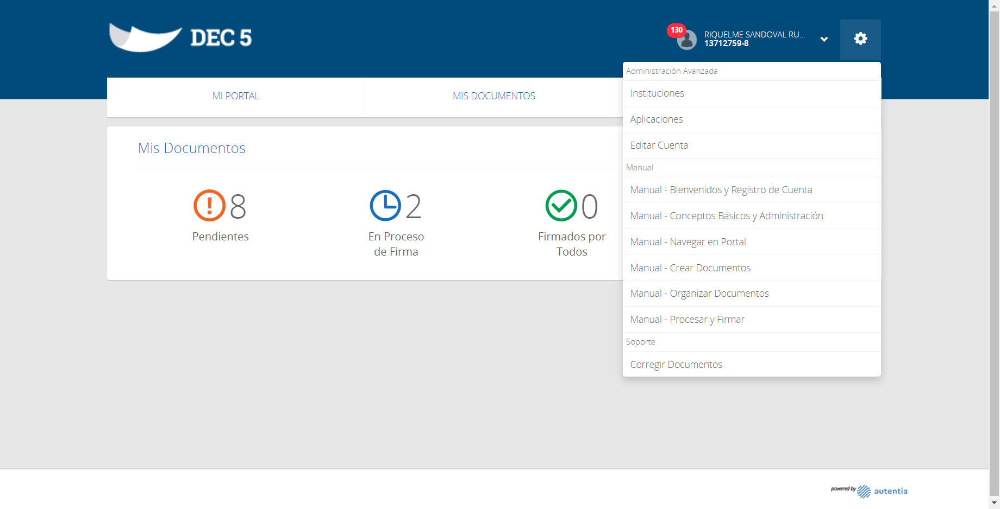 DEC 5
130
RIQUELME SANDOVAL RU...
13712759-8
MI PORTAL
MIS DOCUMENTOS
Administración Avanzada
Instituciones
Aplicaciones
Editar Cuenta
Manual
Manual - Bienvenidos y Registro de Cuenta
Manual - Conceptos Básicos y Administración
Manual - Navegar en Portal
Manual - Crear Documentos
Manual - Organizar Documentos
Manual - Procesar y Firmar
Soporte
Corregir Documentos
Mis Documentos
8
Pendientes
2
En Proceso
de Firma
0
Firmados por
Todos
powered by autentia